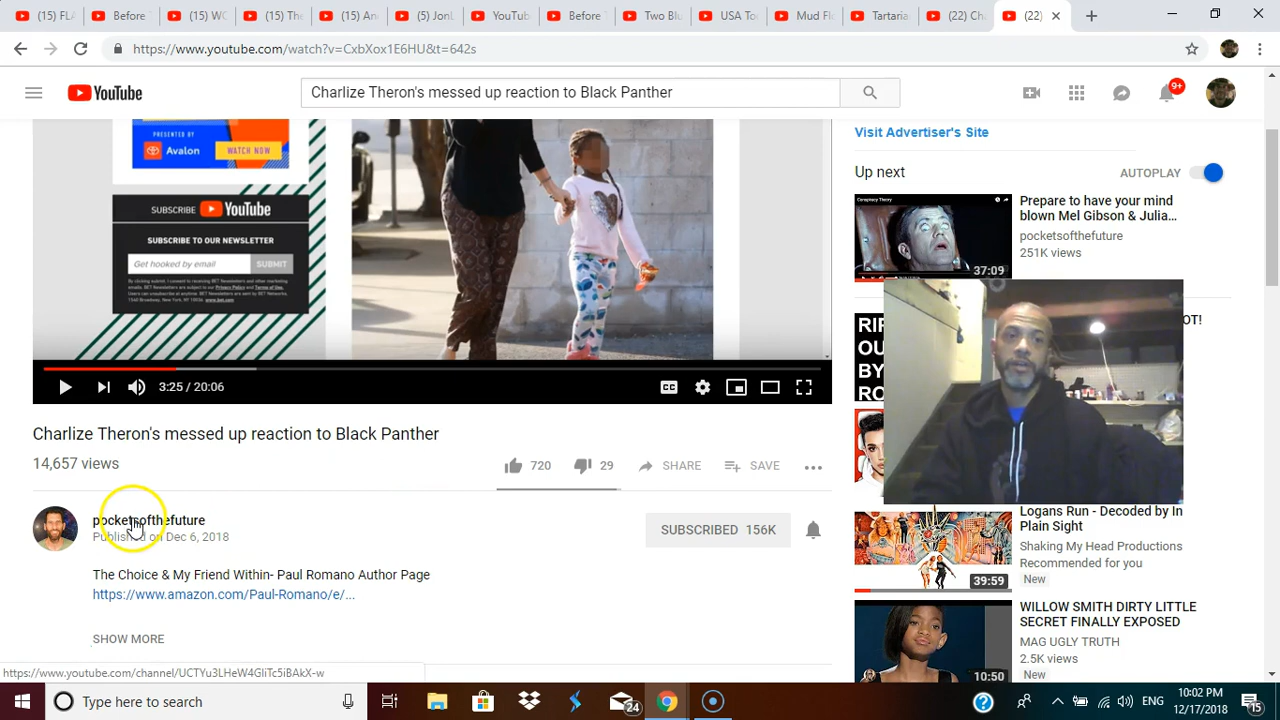 (15) FLA
Before
(15) WC
(15) Th
(15) An
(5) JonL
YouTub
Before
Two Blu
USA To
Mud Fl
Tartaria
(22) Ch
(22)
https://www.youtube.com/watch?v=CxbXox1E6HU&t=642s
YouTube
Charlize Theron's messed up reaction to Black Panther
9+
PRESENTED BY
Avalon
WATCH NOW
SUBSCRIBE YouTube
SUBSCRIBE TO OUR NEWSLETTER
Get hooked by email SUBMIT
3:25 / 20:06
CC
Charlize Theron's messed up reaction to Black Panther
14,657 views
720
29
SHARE
SAVE
pocketsofthefuture
Published on Dec 6, 2018
SUBSCRIBED 156K
The Choice & My Friend Within- Paul Romano Author Page
https://www.amazon.com/Paul-Romano/e/...
SHOW MORE
Visit Advertiser's Site
Up next
AUTOPLAY
Conspiracy Theory
37:09
Prepare to have your mind
blown Mel Gibson & Julia...
pocketsofthefuture
251K views
RIP
OU
BY
RO
OT!
39:59
Logans Run - Decoded by In
Plain Sight
Shaking My Head Productions
Recommended for you
New
10:50
WILLOW SMITH DIRTY LITTLE
SECRET FINALLY EXPOSED
MAG UGLY TRUTH
2.5K views
New
https://www.youtube.com/channel/UCTYu3LHeW4GliTc5iBAkX-w
Type here to search
24
ENG
10:02 PM
12/17/2018
15